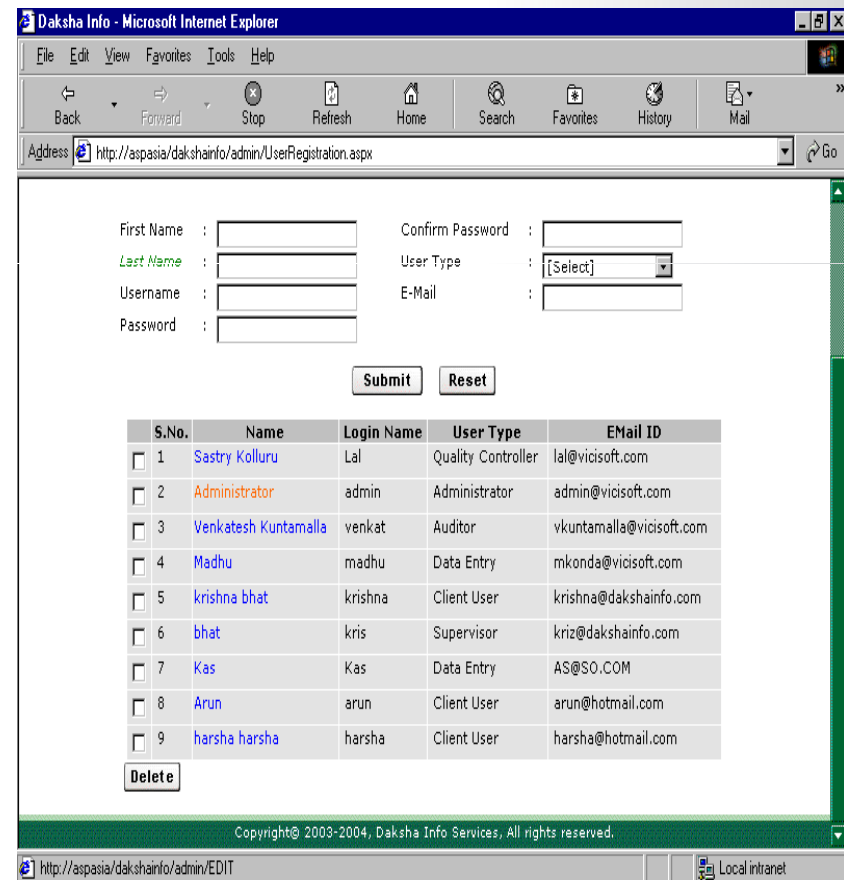 Daksha Info - Microsoft Internet Explorer
File Edit View Favorites Tools Help
Back Forward Stop Refresh Home Search Favorites History Mail »
Address http://aspasia/dakshainfo/admin/UserRegistration.aspx Go
First Name : Confirm Password :
Last Name : User Type : [Select]
Username : E-Mail :
Password :
Submit Reset
S.No. Name Login Name User Type EMail ID
1 Sastry Kolluru Lal Quality Controller lal@vicisoft.com
2 Administrator admin Administrator admin@vicisoft.com
3 Venkatesh Kuntamalla venkat Auditor vkuntamalla@vicisoft.com
4 Madhu madhu Data Entry mkonda@vicisoft.com
5 krishna bhat krishna Client User krishna@dakshainfo.com
6 bhat kris Supervisor kriz@dakshainfo.com
7 Kas Kas Data Entry AS@SO.COM
8 Arun arun Client User arun@hotmail.com
9 harsha harsha harsha Client User harsha@hotmail.com
Delete
Copyright© 2003-2004, Daksha Info Services, All rights reserved.
http://aspasia/dakshainfo/admin/EDIT Local intranet